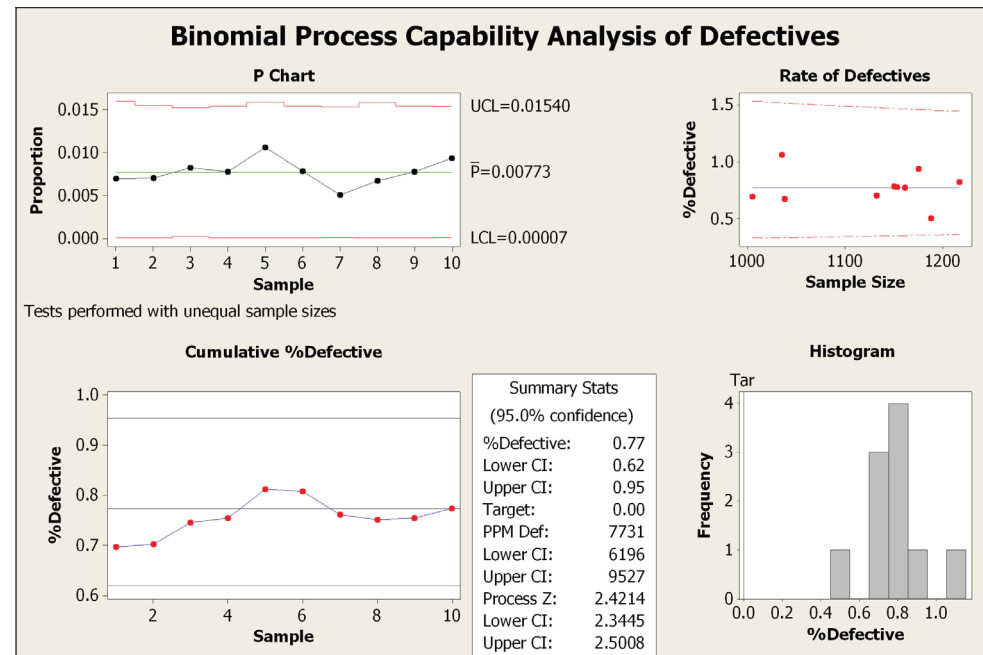 Binomial Process Capability Analysis of Defectives
P Chart
Proportion
0.015
0.010
0.005
0.000
1 2 3 4 5 6 7 8 9 10
Sample
UCL=0.01540
P̅=0.00773
LCL=0.00007
Tests performed with unequal sample sizes
Rate of Defectives
%Defective
1.5
1.0
0.5
1000 1100 1200
Sample Size
Cumulative %Defective
%Defective
1.0
0.9
0.8
0.7
0.6
2 4 6 8 10
Sample
Summary Stats
(95.0% confidence)
%Defective: 0.77
Lower CI: 0.62
Upper CI: 0.95
Target: 0.00
PPM Def: 7731
Lower CI: 6196
Upper CI: 9527
Process Z: 2.4214
Lower CI: 2.3445
Upper CI: 2.5008
Histogram
Tar
Frequency
4
3
2
1
0
0.0 0.2 0.4 0.6 0.8 1.0
%Defective